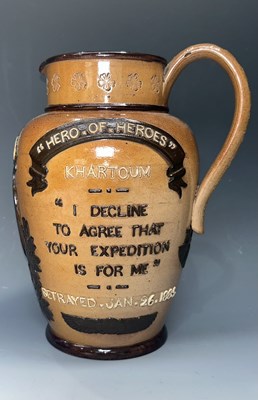 "HERO·OF·HEROES"
KHARTOUM
"I DECLINE
TO AGREE THAT
YOUR EXPEDITION
IS FOR ME"
BETRAYED·JAN·26·1885